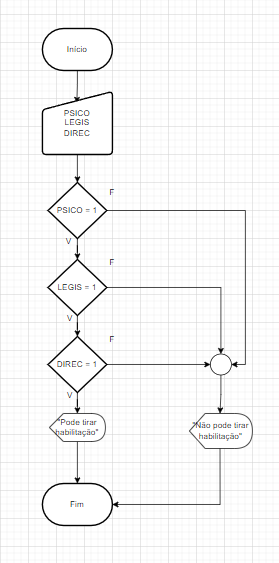 Início
PSICO
LEGIS
DIREC
F
PSICO = 1
V
F
LEGIS = 1
V
F
DIREC = 1
V
"Pode tirar
habilitação"
"Não pode tirar
habilitação"
Fim